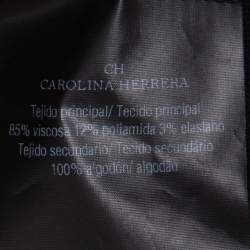 CH
CAROLINA HERRERA
Tejido principal/ Tecido principal
85% viscosa 12% poliamida 3% elastano
Tejido secundario/ Tecido secundário
100% algodón/ algodão